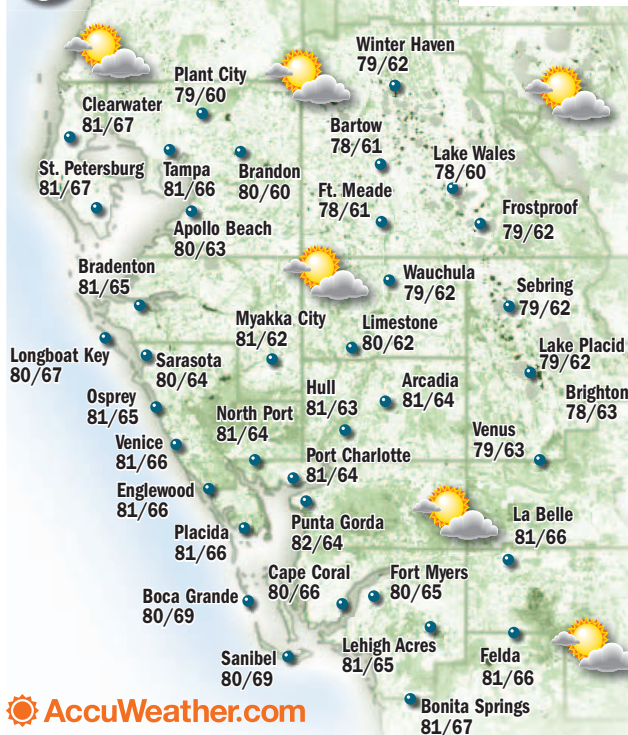 Winter Haven
79/62
Plant City
79/60
Clearwater
81/67
Bartow
78/61
Lake Wales
78/60
St. Petersburg
81/67
Tampa
81/66
Brandon
80/60
Ft. Meade
78/61
Frostproof
79/62
Apollo Beach
80/63
Bradenton
81/65
Wauchula
79/62
Sebring
79/62
Myakka City
81/62
Limestone
80/62
Longboat Key
80/67
Sarasota
80/64
Lake Placid
79/62
Osprey
81/65
Hull
81/63
Arcadia
81/64
Brighton
78/63
North Port
81/64
Venice
81/66
Port Charlotte
81/64
Venus
79/63
Englewood
81/66
Punta Gorda
82/64
La Belle
81/66
Placida
81/66
Cape Coral
80/66
Fort Myers
80/65
Boca Grande
80/69
Lehigh Acres
81/65
Sanibel
80/69
Felda
81/66
Bonita Springs
81/67
AccuWeather.com